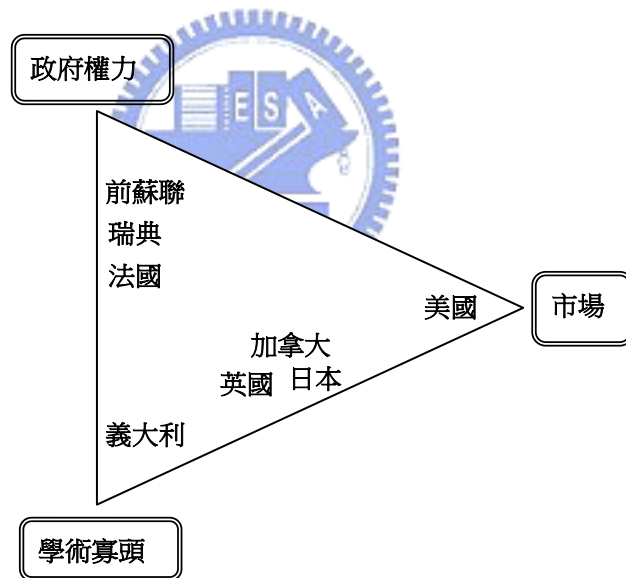 政府權力
ESA
前蘇聯
瑞典
法國
美國
市場
加拿大
英國
日本
義大利
學術寡頭